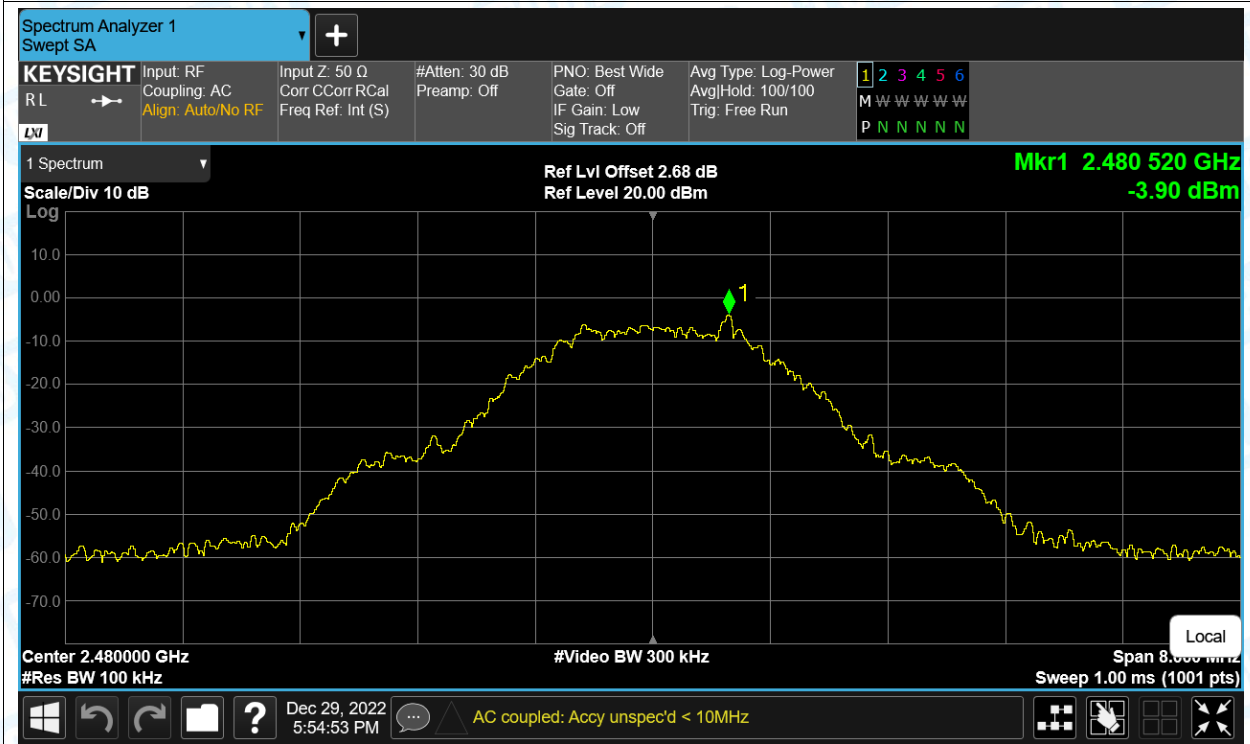 Spectrum Analyzer 1
Swept SA
KEYSIGHT
R L
LXI
Input: RF
Coupling: AC
Align: Auto/No RF
Input Z: 50 Ω
Corr CCorr RCal
Freq Ref: Int (S)
#Atten: 30 dB
Preamp: Off
PNO: Best Wide
Gate: Off
IF Gain: Low
Sig Track: Off
Avg Type: Log-Power
Avg|Hold: 100/100
Trig: Free Run
1 2 3 4 5 6
M W W W W W
P N N N N N
1 Spectrum
Scale/Div 10 dB
Ref Lvl Offset 2.68 dB
Ref Level 20.00 dBm
Mkr1 2.480 520 GHz
-3.90 dBm
Log
10.0
0.00
-10.0
-20.0
-30.0
-40.0
-50.0
-60.0
-70.0
1
Center 2.480000 GHz
#Res BW 100 kHz
#Video BW 300 kHz
Local
Span 8.000 MHz
Sweep 1.00 ms (1001 pts)
?
Dec 29, 2022
5:54:53 PM
AC coupled: Accy unspec'd < 10MHz